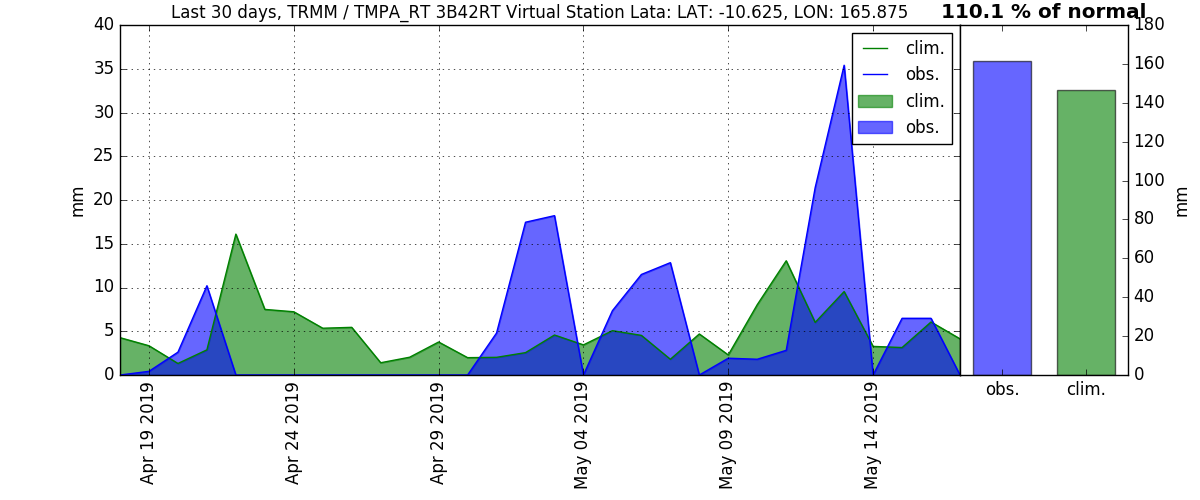 Last 30 days, TRMM / TMPA_RT 3B42RT Virtual Station Lata: LAT: -10.625, LON: 165.875
110.1 % of normal
40
35
30
25
20
15
10
5
0
mm
clim.
obs.
clim.
obs.
Apr 19 2019
Apr 24 2019
Apr 29 2019
May 04 2019
May 09 2019
May 14 2019
180
160
140
120
100
80
60
40
20
0
mm
obs.
clim.